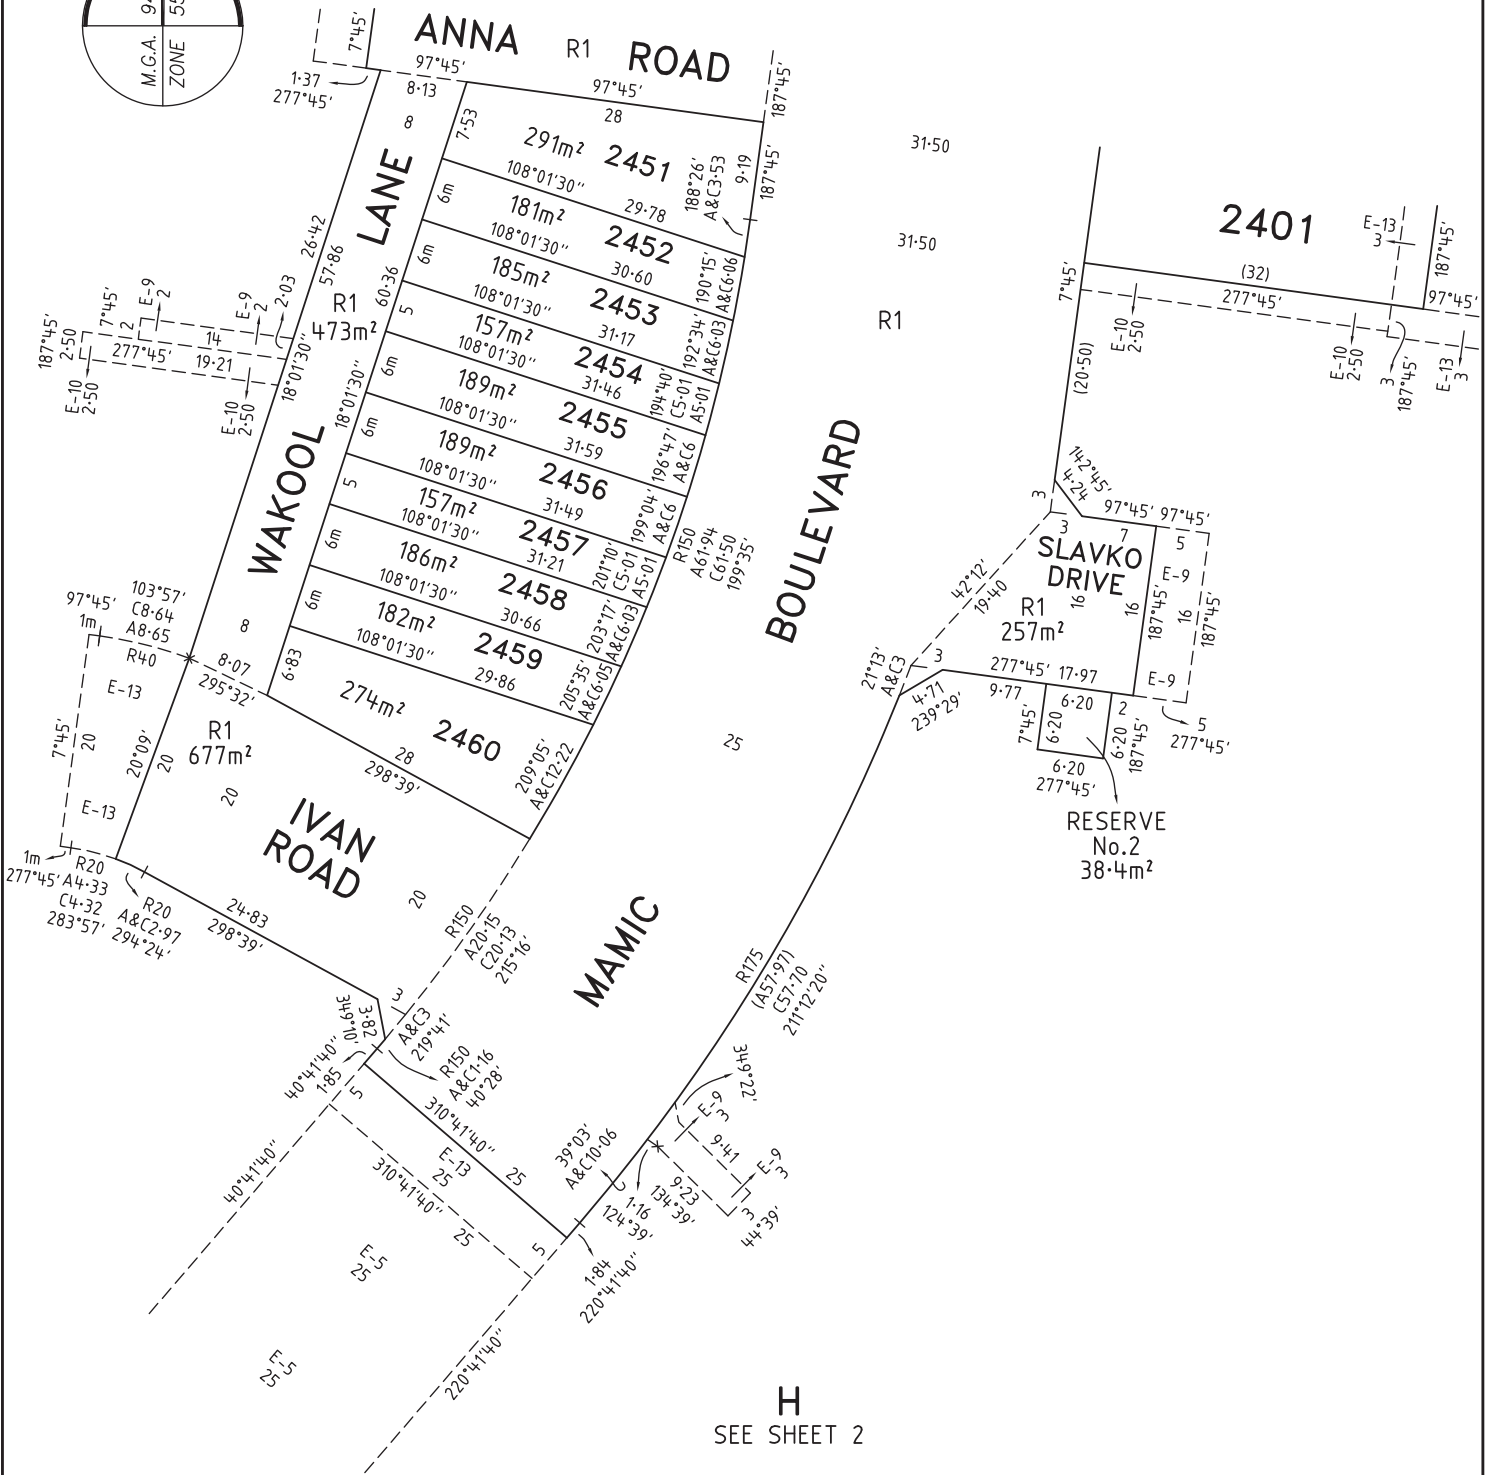 M.G.A. 94
ZONE 55
7°45'
ANNA R1 ROAD
97°45'
8·13
8
1·37
277°45'
97°45'
28
187°45'
7·53
291m² 2451
108°01'30"
29·78
188°26'
A&C3·53
9·19
187°45'
6m
181m² 2452
108°01'30"
30·60
190°15'
A&C6·06
6m
185m² 2453
108°01'30"
31·17
192°34'
A&C6·03
5
157m² 2454
108°01'30"
31·46
194°40'
C5·01
A5·01
6m
189m² 2455
108°01'30"
31·59
196°47'
A&C6
6m
189m² 2456
108°01'30"
31·49
199°04'
A&C6
5
157m² 2457
108°01'30"
31·21
201°10'
C5·01
A5·01
6m
186m² 2458
108°01'30"
30·66
203°17'
A&C6·03
6m
182m² 2459
108°01'30"
29·86
205°35'
A&C6·05
6·83
274m² 2460
28
298°39'
209°05'
A&C12·22
WAKOOL LANE
26·42
57·86
2·03
60·36
R1
473m²
18°01'30"
18°01'30"
8
8·07
295°32'
E-9
2
E-9
2
7°45'
2
187°45'
2·50
14
277°45'
19·21
E-10
2·50
E-10
2·50
97°45'
1m
103°57'
C8·64
A8·65
R40
E-13
7°45'
20
20°09'
20
E-13
R1
677m²
20
IVAN
ROAD
20
1m
277°45'
R20
A4·33
C4·32
283°57'
R20
A&C2·97
294°24'
24·83
298°39'
R150
A20·15
C20·13
215°16'
3
A&C3
219°41'
3·82
349°10'
R150
A&C1·16
40°28'
40°41'40"
1·85
5
310°41'40"
E-13
25
25
310°41'40"
25
5
40°41'40"
E-5
25
E-5
25
220°41'40"
1·84
220°41'40"
39°03'
A&C10·06
1·16
124°39'
9·23
134°39'
3
44°39'
9·41
E-9
3
E-9
3
349°22'
R175
(A57·97)
C57·70
211°12'20"
MAMIC BOULEVARD
R150
A61·94
C61·50
199°35'
25
31·50
31·50
R1
2401
(32)
277°45'
7°45'
(20·50)
E-10
2·50
E-10
2·50
E-13
3
187°45'
97°45'
3
187°45'
E-13
3
142°45'
4·24
3
3
97°45'
7
97°45'
5
SLAVKO
DRIVE
R1
257m²
16
16
187°45'
E-9
16
187°45'
E-9
42°12'
19·40
21°13'
A&C3
3
4·71
239°29'
277°45' 17·97
9·77
6·20
2
5
277°45'
7°45'
6·20
6·20
187°45'
6·20
277°45'
RESERVE
No.2
38·4m²
H
SEE SHEET 2